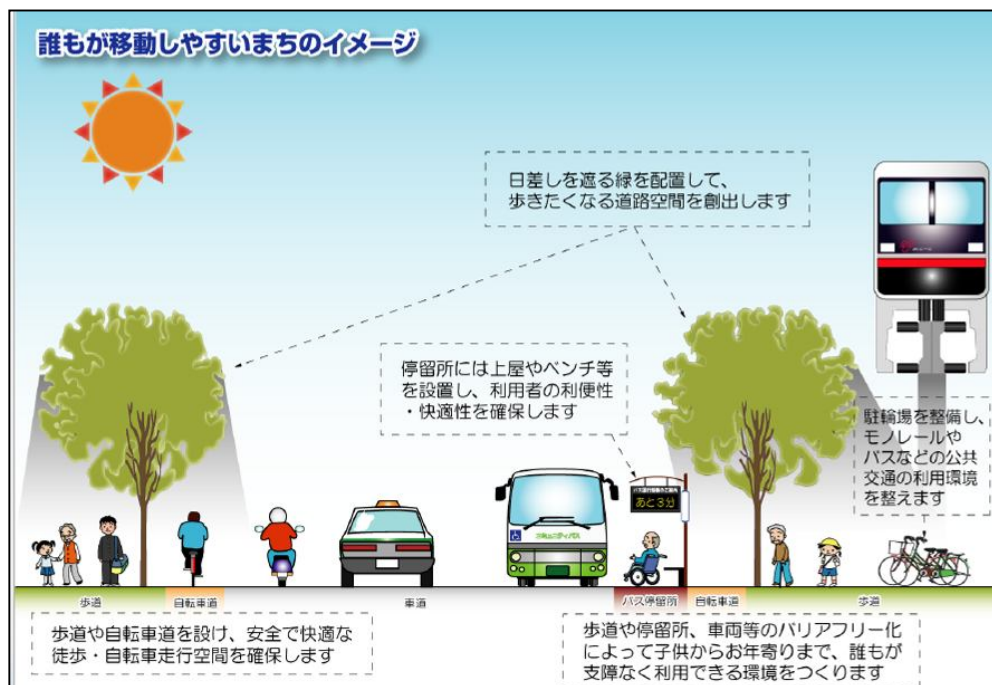 誰もが移動しやすいまちのイメージ
日差しを遮る緑を配置して、
歩きたくなる道路空間を創出します
停留所には上屋やベンチ等
を設置し、利用者の利便性
・快適性を確保します
駐輪場を整備し、
モノレールや
バスなどの公共
交通の利用環境
を整えます
あと3分
コミュニティバス
歩道
自転車道
車道
バス停留所
自転車道
歩道
歩道や自転車道を設け、安全で快適な
徒歩・自転車走行空間を確保します
歩道や停留所、車両等のバリアフリー化
によって子供からお年寄りまで、誰もが
支障なく利用できる環境をつくります